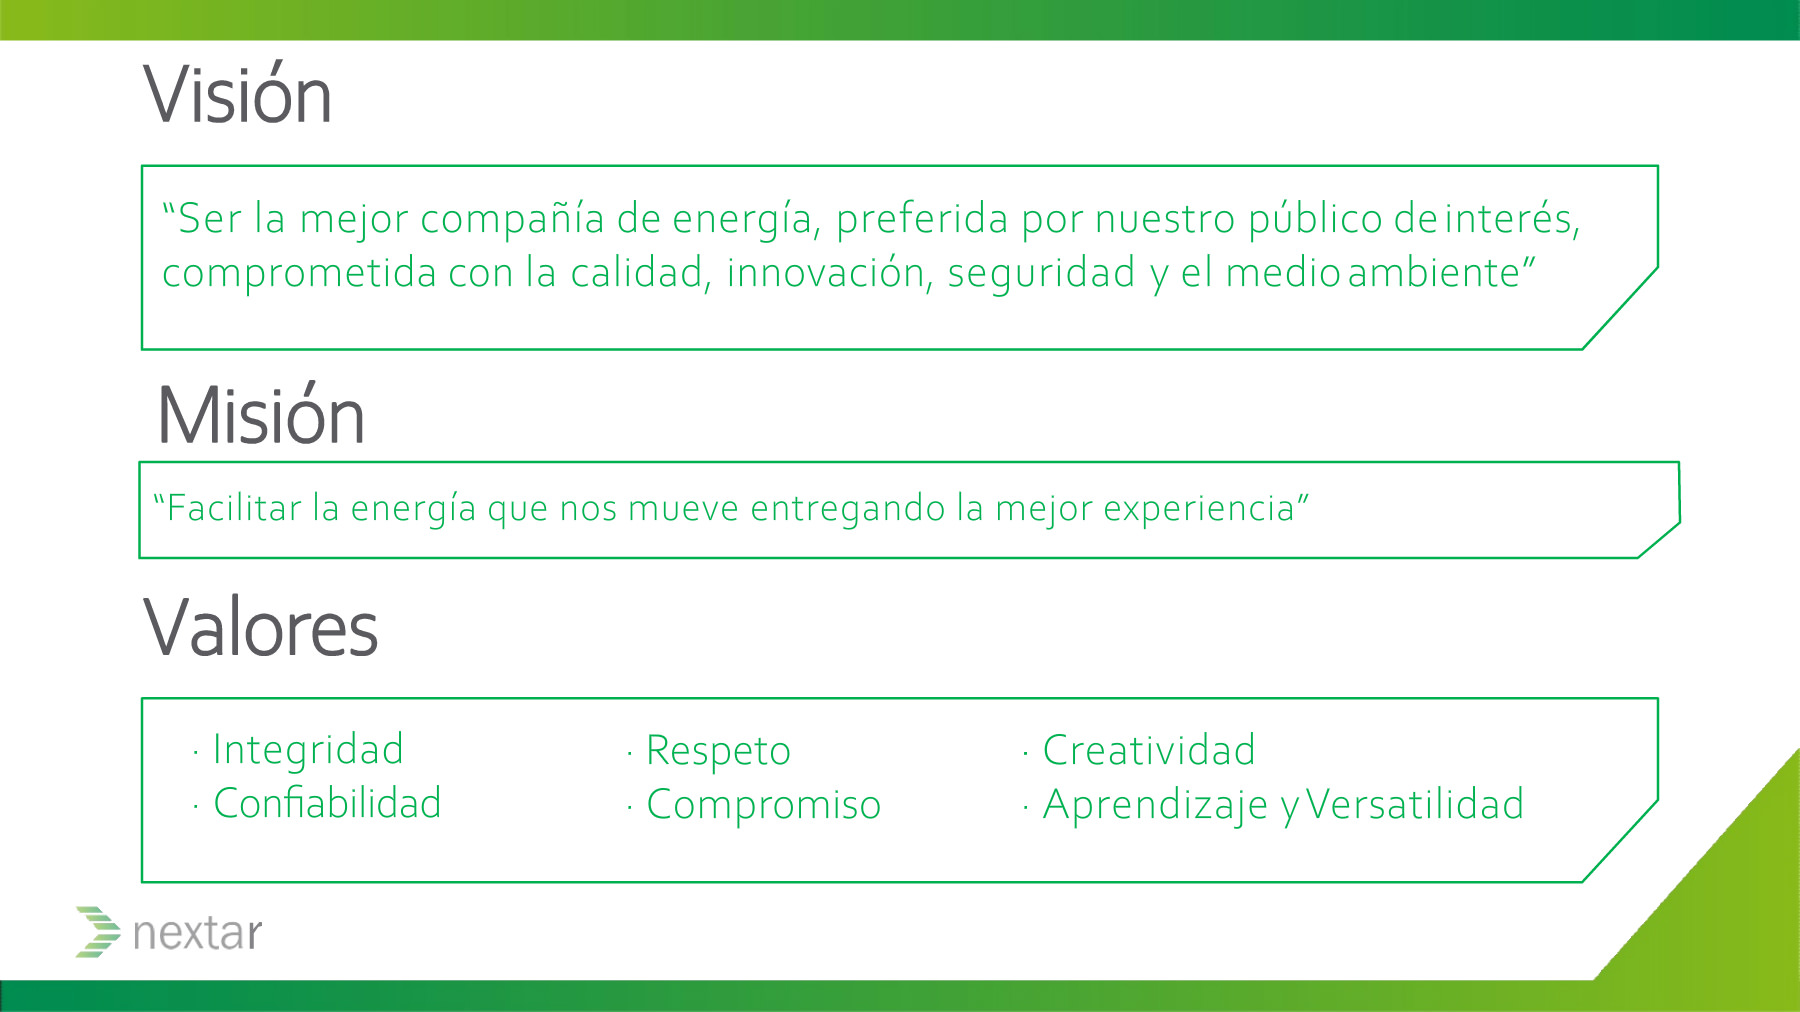 Visión
“Ser la mejor compañía de energía, preferida por nuestro público de interés,
comprometida con la calidad, innovación, seguridad y el medio ambiente”
Misión
“Facilitar la energía que nos mueve entregando la mejor experiencia”
Valores
· Integridad
· Confiabilidad
· Respeto
· Compromiso
· Creatividad
· Aprendizaje y Versatilidad
nextar